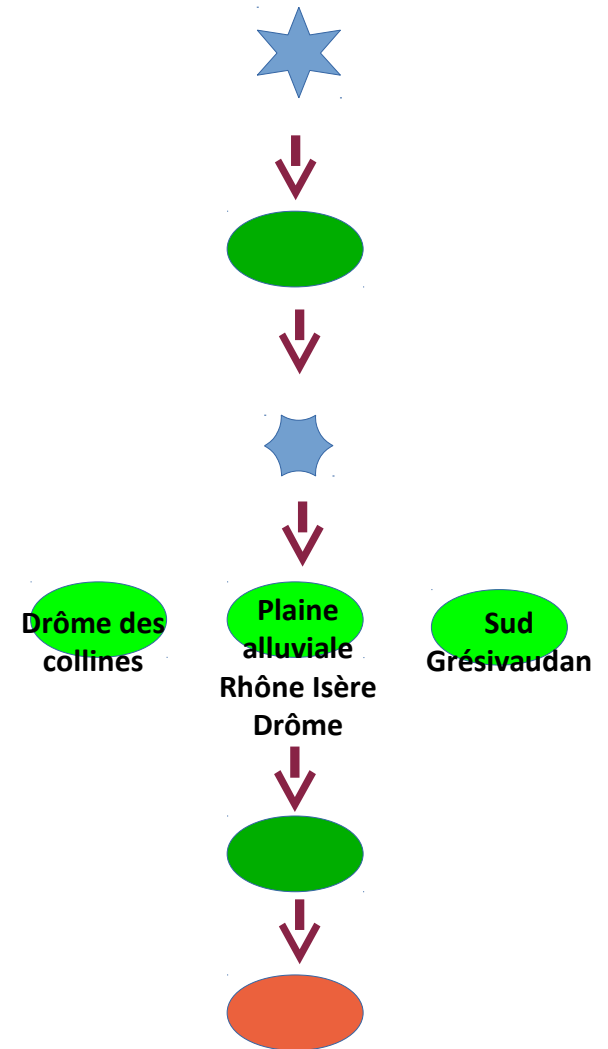 Drôme des
collines
Plaine
alluviale
Rhône Isère
Drôme
Sud
Grésivaudan